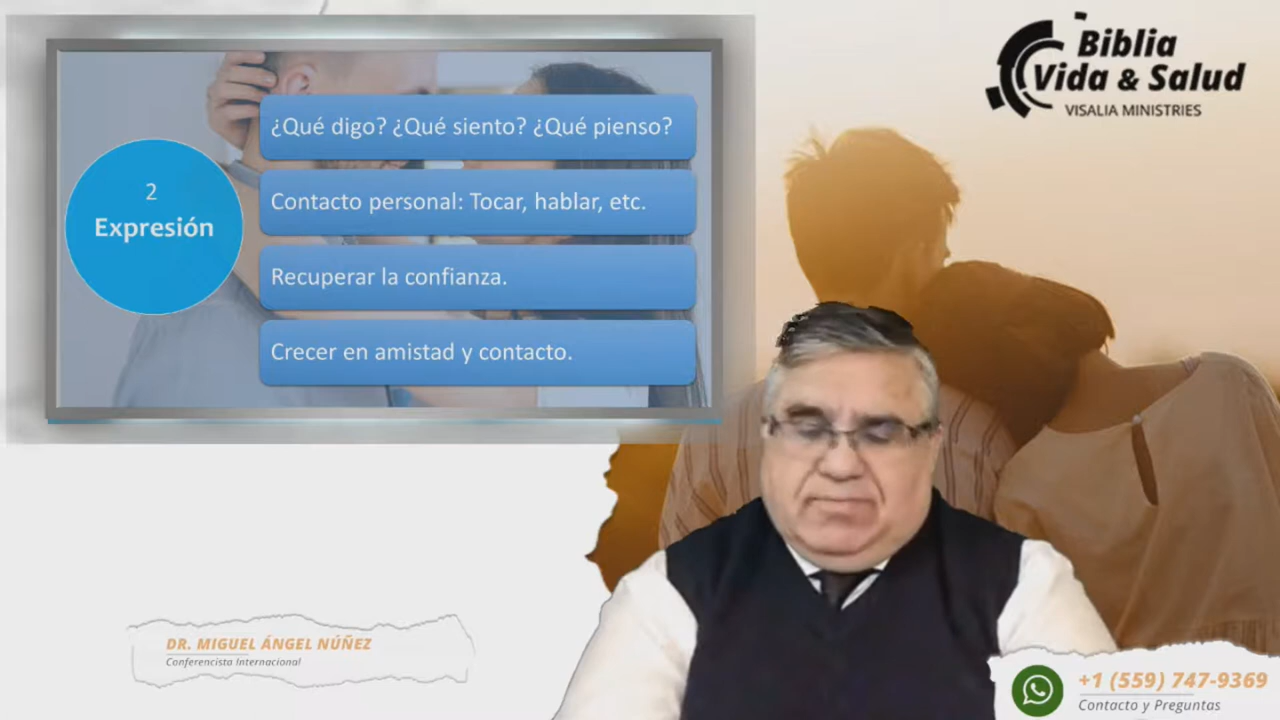 Biblia
Vida & Salud
VISALIA MINISTRIES
2
Expresión
¿Qué digo? ¿Qué siento? ¿Qué pienso?
Contacto personal: Tocar, hablar, etc.
Recuperar la confianza.
Crecer en amistad y contacto.
DR. MIGUEL ÁNGEL NÚÑEZ
Conferencista Internacional
+1 (559) 747-9369
Contacto y Preguntas